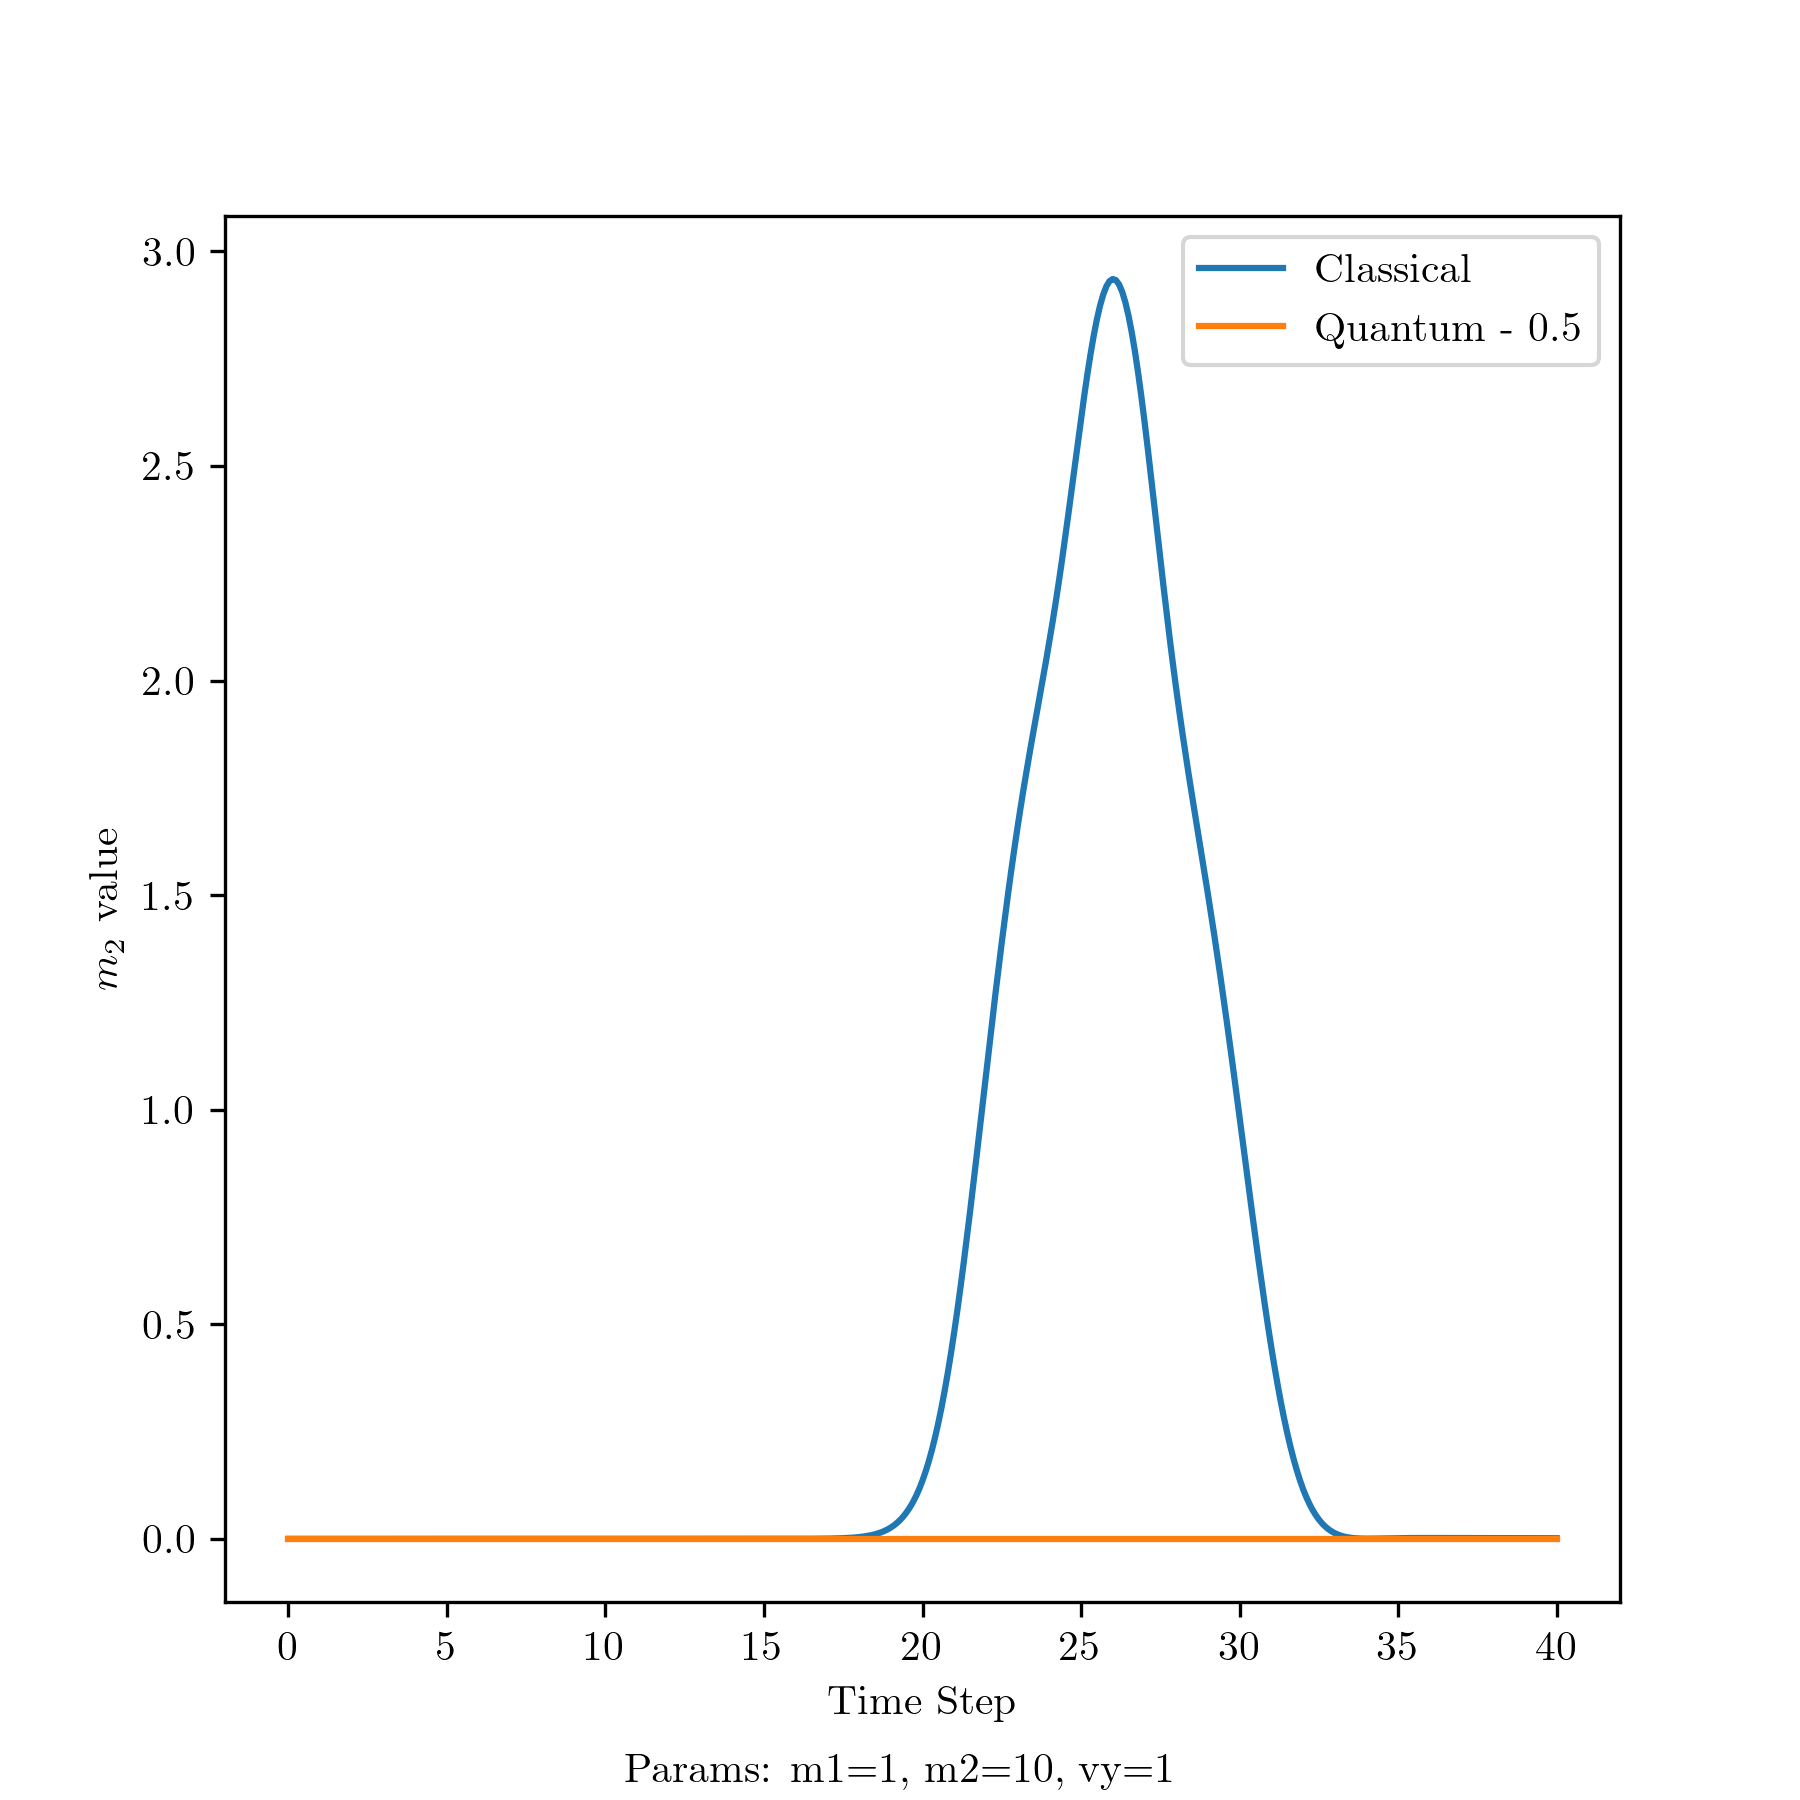 Classical
Quantum - 0.5
3.0
2.5
2.0
1.5
1.0
0.5
0.0
m₂ value
0 5 10 15 20 25 30 35 40
Time Step
Params: m1=1, m2=10, vy=1